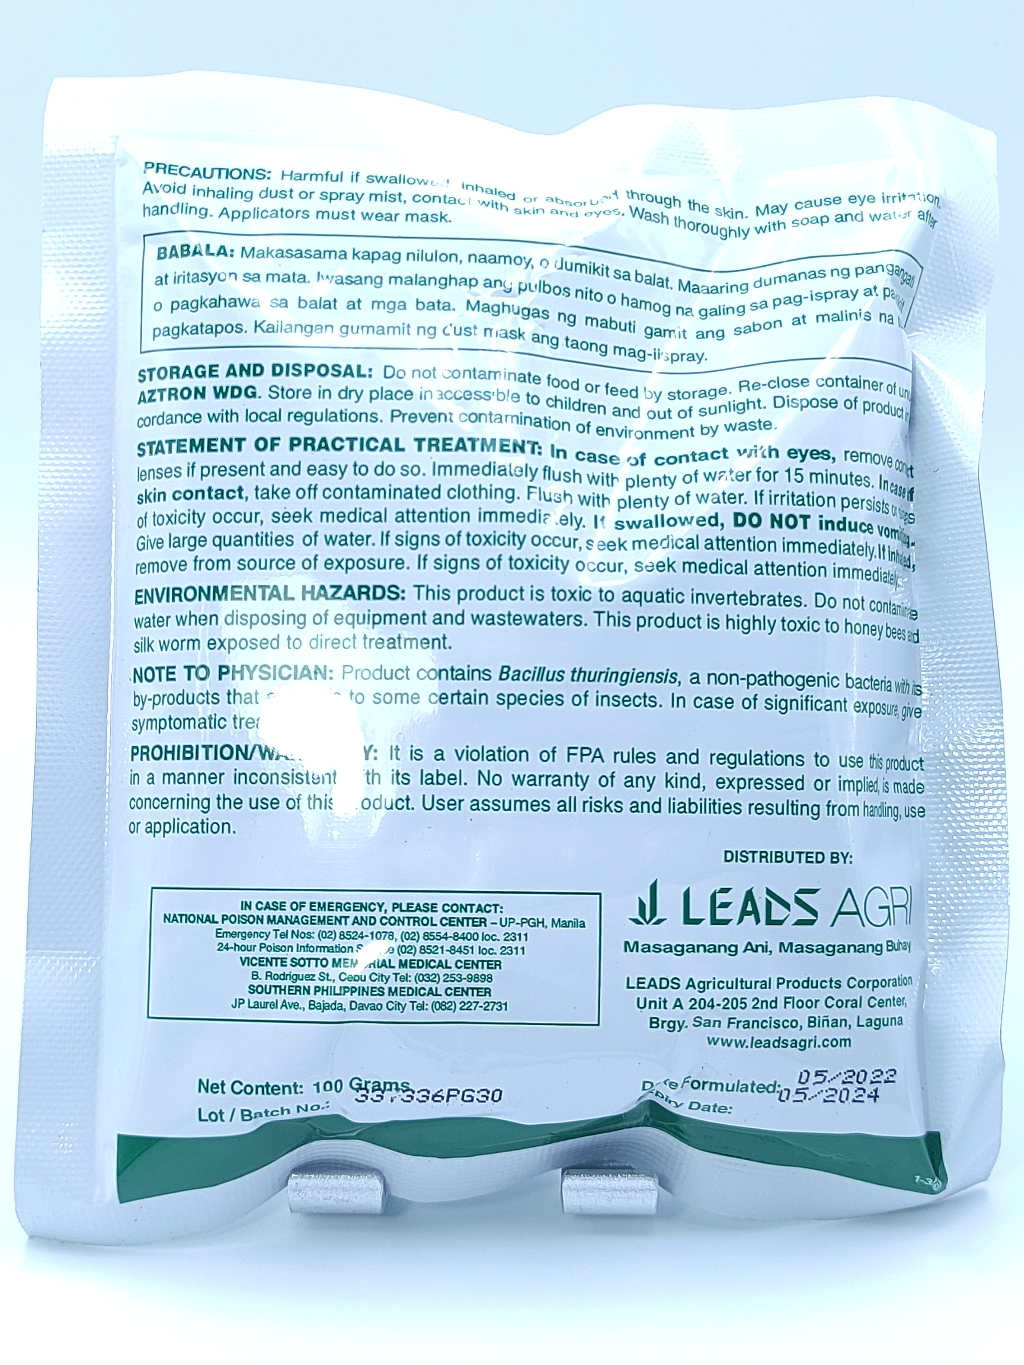 PRECAUTIONS: Harmful if swallowed, inhaled or absorbed through the skin. May cause eye irritation.
Avoid inhaling dust or spray mist, contact with skin and eyes. Wash thoroughly with soap and water after
handling. Applicators must wear mask.
BABALA: Makasasama kapag nilulon, naamoy, o dumikit sa balat. Maaaring dumanas ng pangangati
at iritasyon sa mata. Iwasang malanghap ang pulbos nito o hamog na galing sa pag-ispray at
o pagkahawa sa balat at mga bata. Maghugas ng mabuti gamit ang sabon at malinis na
pagkatapos. Kailangan gumamit ng dust mask ang taong mag-iispray.
STORAGE AND DISPOSAL: Do not contaminate food or feed by storage. Re-close container of
AZTRON WDG. Store in dry place inaccessible to children and out of sunlight. Dispose of product
cordance with local regulations. Prevent contamination of environment by waste.
STATEMENT OF PRACTICAL TREATMENT: In case of contact with eyes, remove contact
lenses if present and easy to do so. Immediately flush with plenty of water for 15 minutes. In case of
skin contact, take off contaminated clothing. Flush with plenty of water. If irritation persists or signs
of toxicity occur, seek medical attention immediately. If swallowed, DO NOT induce vomiting.
Give large quantities of water. If signs of toxicity occur, seek medical attention immediately. If inhaled,
remove from source of exposure. If signs of toxicity occur, seek medical attention immediately.
ENVIRONMENTAL HAZARDS: This product is toxic to aquatic invertebrates. Do not contaminate
water when disposing of equipment and wastewaters. This product is highly toxic to honey bees and
silk worm exposed to direct treatment.
NOTE TO PHYSICIAN: Product contains Bacillus thuringiensis, a non-pathogenic bacteria with its
by-products that to some certain species of insects. In case of significant exposure, give
symptomatic
PROHIBITION/WARRANTY: It is a violation of FPA rules and regulations to use this product
in a manner inconsistent with its label. No warranty of any kind, expressed or implied, is made
concerning the use of this product. User assumes all risks and liabilities resulting from handling, use
or application.
DISTRIBUTED BY:
LEADS AGRI
Masaganang Ani, Masaganang Buhay
LEADS Agricultural Products Corporation
Unit A 204-205 2nd Floor Coral Center,
Brgy. San Francisco, Biñan, Laguna
www.leadsagri.com
IN CASE OF EMERGENCY, PLEASE CONTACT:
NATIONAL POISON MANAGEMENT AND CONTROL CENTER – UP-PGH, Manila
Emergency Tel Nos: (02) 8524-1078, (02) 8554-8400 loc. 2311
24-hour Poison Information (02) 8521-8451 loc. 2311
VICENTE SOTTO MEMORIAL MEDICAL CENTER
B. Rodriguez St., Cebu City Tel: (032) 253-9898
SOUTHERN PHILIPPINES MEDICAL CENTER
JP Laurel Ave., Bajada, Davao City Tel: (082) 227-2731
Net Content: 100 Grams
Lot / Batch No.:
Date Formulated: 05/2022
Expiry Date: 05/2024